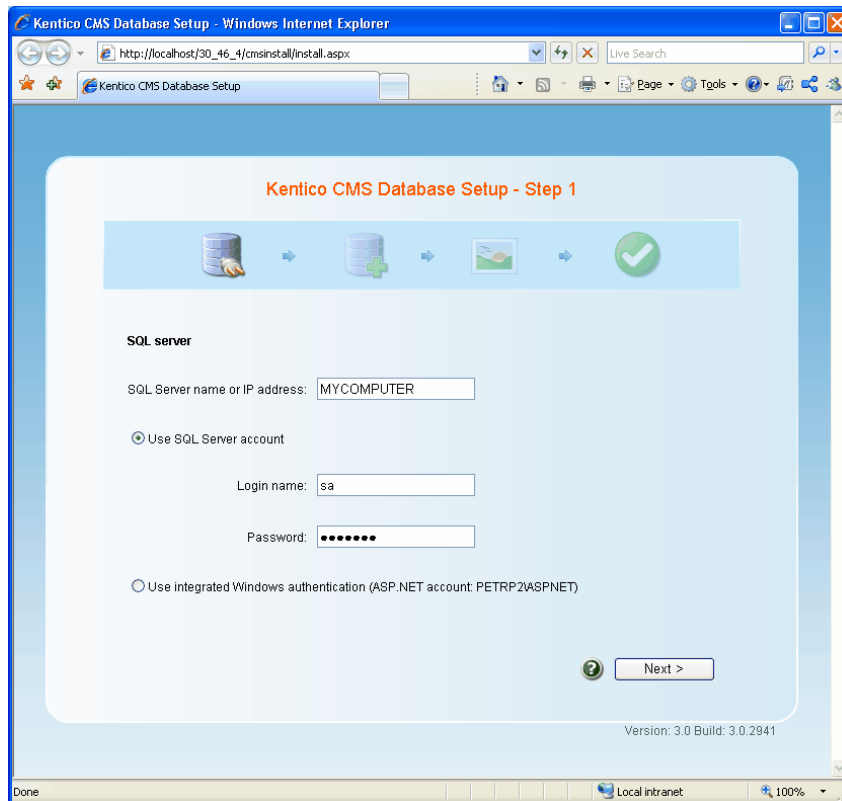 Kentico CMS Database Setup - Windows Internet Explorer
http://localhost/30_46_4/cmsinstall/install.aspx
Live Search
Kentico CMS Database Setup
Page
Tools
Kentico CMS Database Setup - Step 1
SQL server
SQL Server name or IP address: MYCOMPUTER
Use SQL Server account
Login name: sa
Password: •••••••
Use integrated Windows authentication (ASP.NET account: PETRP2\ASPNET)
? Next >
Version: 3.0 Build: 3.0.2941
Done
Local intranet
100%